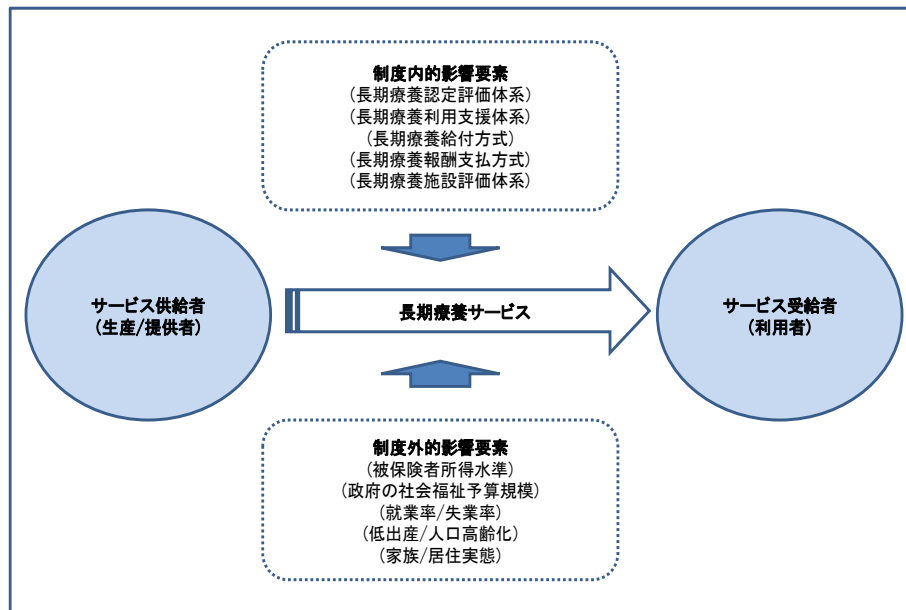 制度内的影響要素
(長期療養認定評価体系)
(長期療養利用支援体系)
(長期療養給付方式)
(長期療養報酬支払方式)
(長期療養施設評価体系)
サービス供給者
(生産/提供者)
長期療養サービス
サービス受給者
(利用者)
制度外的影響要素
(被保険者所得水準)
(政府の社会福祉予算規模)
(就業率/失業率)
(低出産/人口高齢化)
(家族/居住実態)